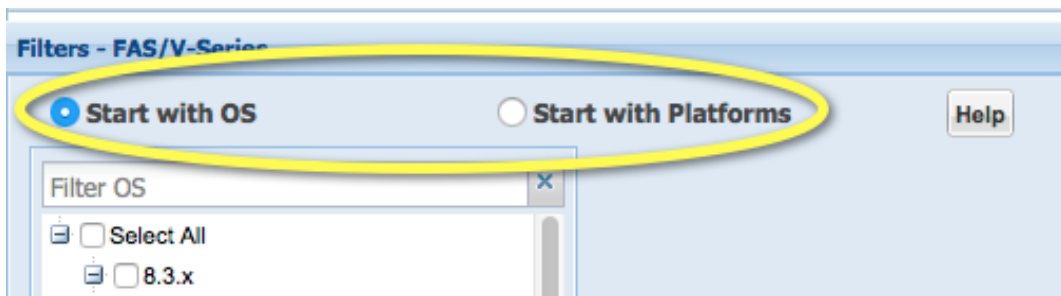 Filters - FAS/V-Series
Start with OS Start with Platforms Help
Filter OS
Select All
8.3.x